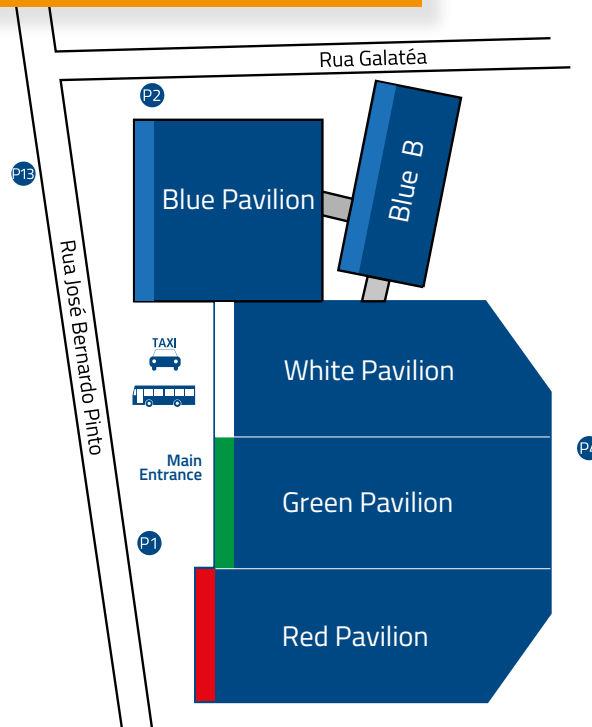 Rua Galatéa
P2
Blue B
P13
Blue Pavilion
Rua José Bernardo Pinto
TAXI
White Pavilion
Main
Entrance
P4
Green Pavilion
P1
Red Pavilion